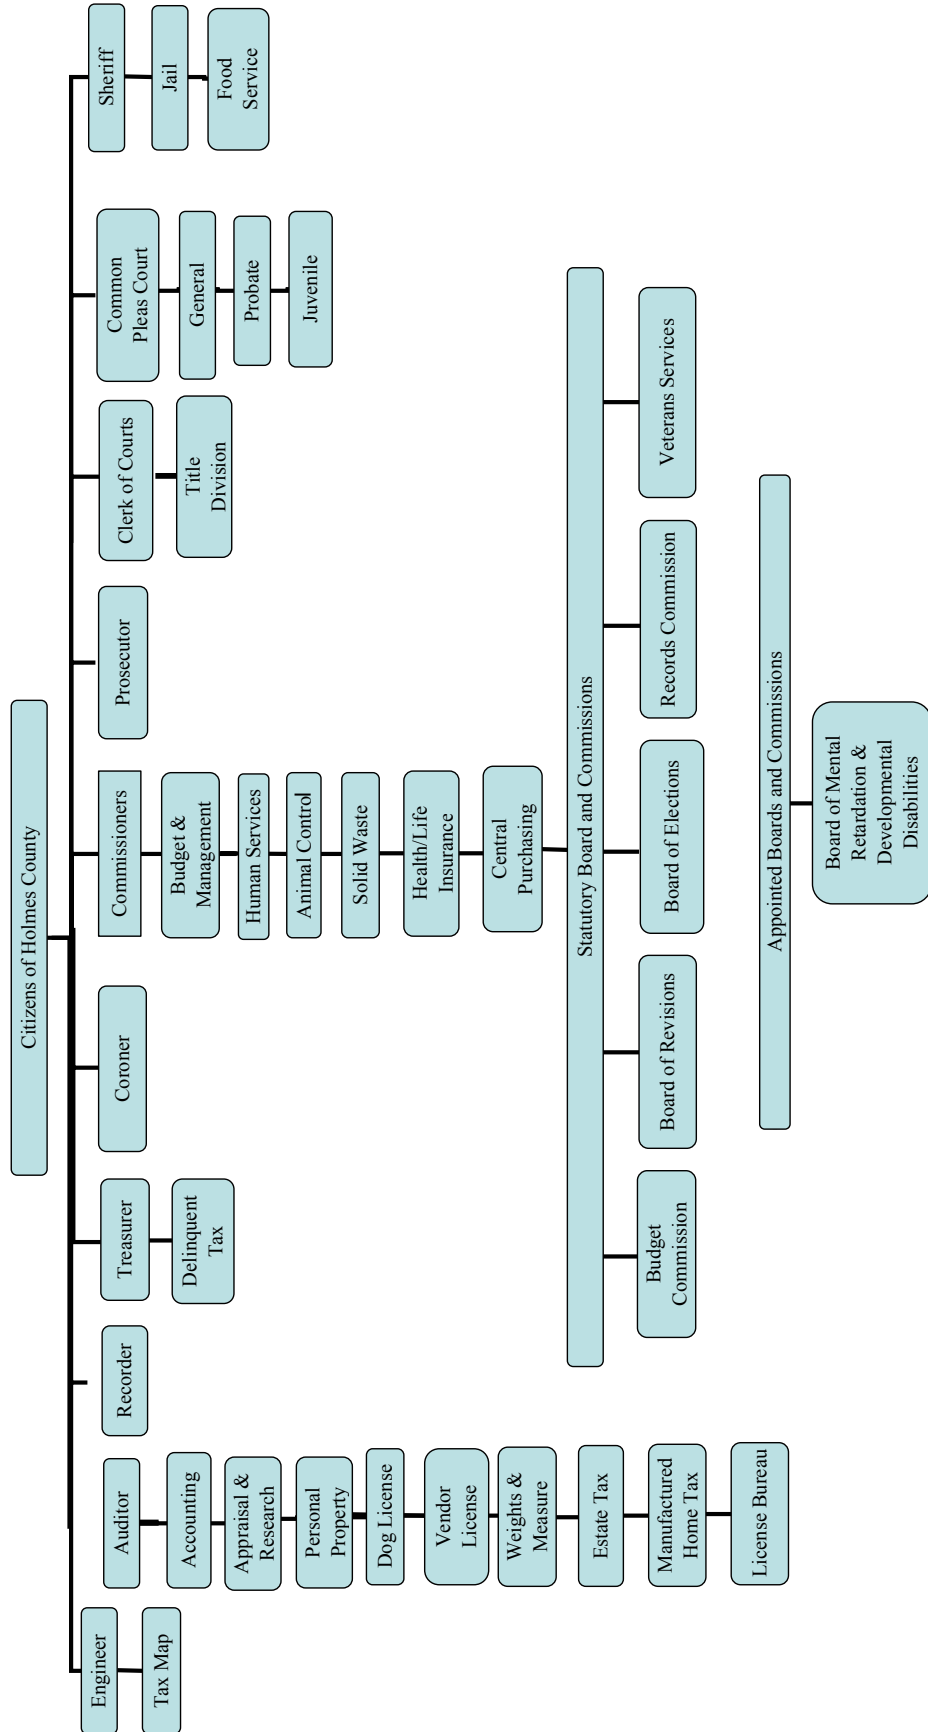 Citizens of Holmes County
Engineer
Tax Map
Auditor
Accounting
Appraisal &
Research
Personal
Property
Dog License
Vendor
License
Weights &
Measure
Estate Tax
Manufactured
Home Tax
License Bureau
Recorder
Treasurer
Delinquent
Tax
Coroner
Commissioners
Budget &
Management
Human Services
Animal Control
Solid Waste
Health/Life
Insurance
Central
Purchasing
Prosecutor
Clerk of Courts
Title
Division
Common
Pleas Court
General
Probate
Juvenile
Sheriff
Jail
Food
Service
Statutory Board and Commissions
Budget
Commission
Board of Revisions
Board of Elections
Records Commission
Veterans Services
Appointed Boards and Commissions
Board of Mental
Retardation &
Developmental
Disabilities